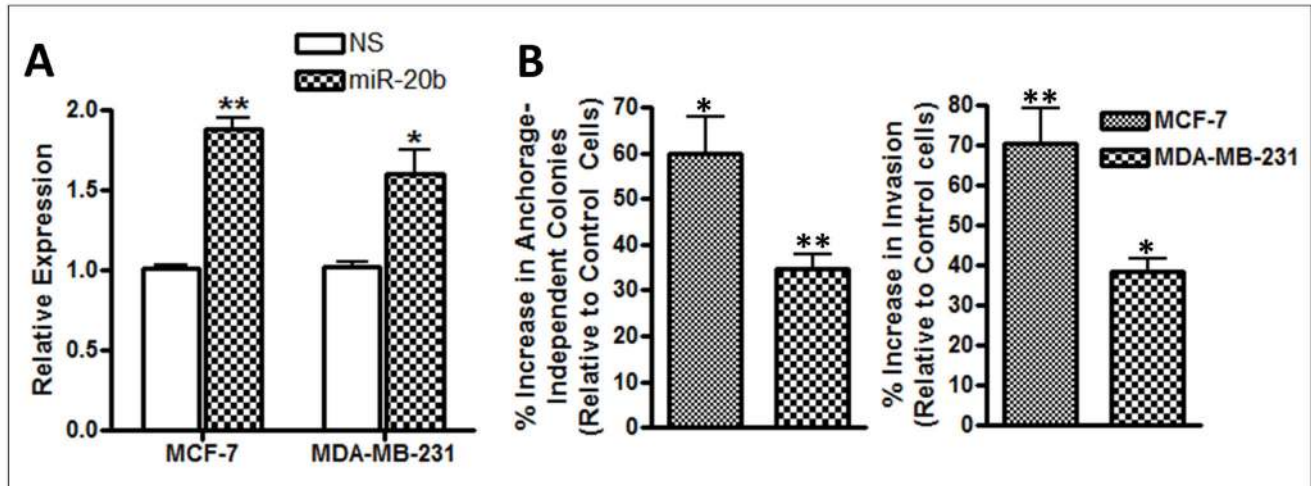 A
NS
miR-20b
Relative Expression
2.0
1.5
1.0
0.5
0.0
**
*
MCF-7
MDA-MB-231
B
% Increase in Anchorage-
Independent Colonies
(Relative to Control Cells)
70
60
50
40
30
20
10
0
*
**
% Increase in Invasion
(Relative to Control cells)
80
70
60
50
40
30
20
10
0
**
*
MCF-7
MDA-MB-231